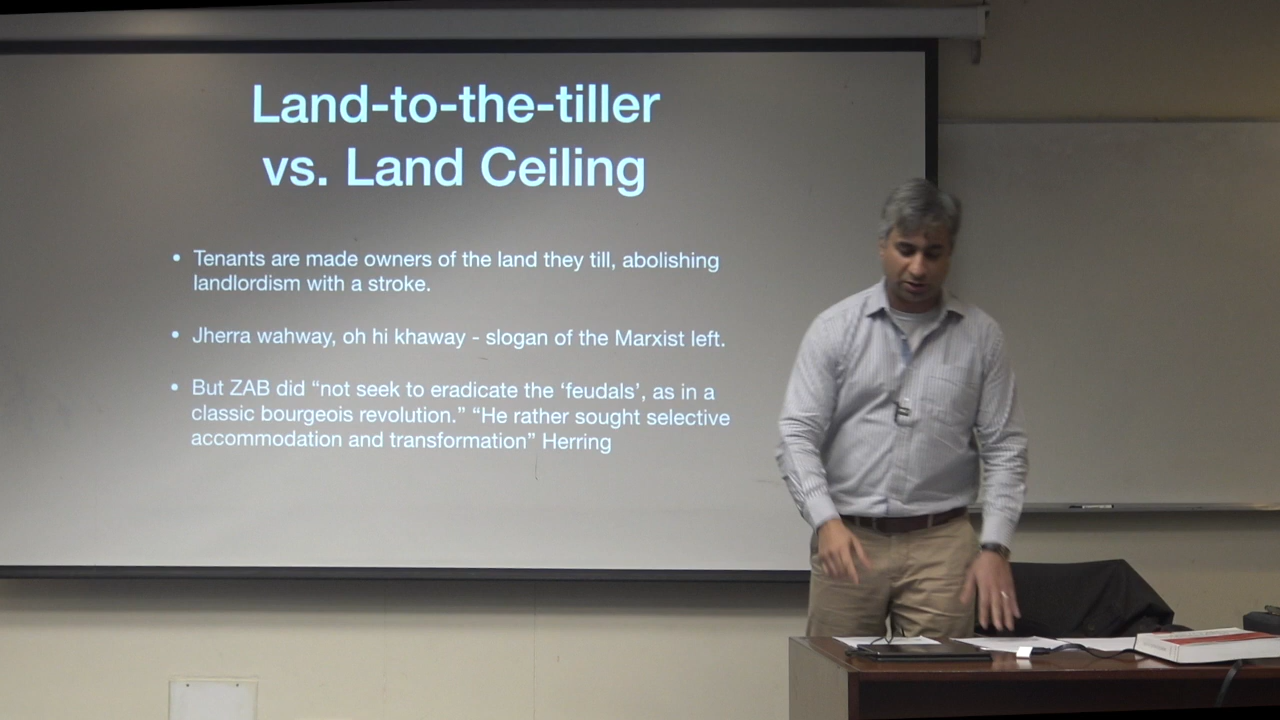 Land-to-the-tiller
vs. Land Ceiling
• Tenants are made owners of the land they till, abolishing
landlordism with a stroke.
• Jherra wahway, oh hi khaway - slogan of the Marxist left.
• But ZAB did “not seek to eradicate the ‘feudals’, as in a
classic bourgeois revolution.” “He rather sought selective
accommodation and transformation” Herring